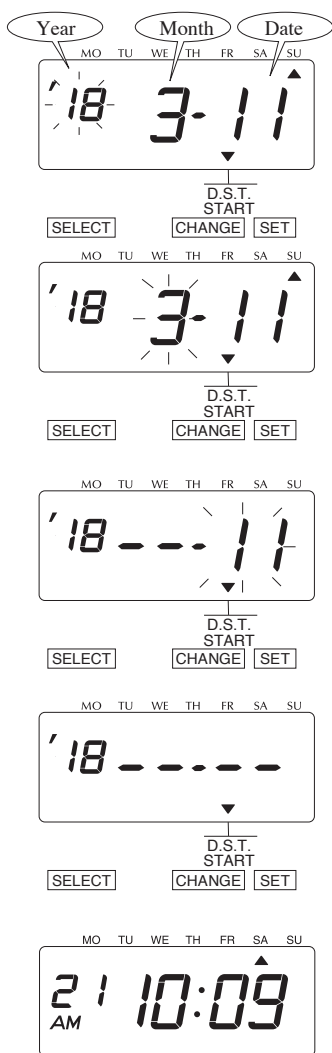 Year Month Date
MO TU WE TH FR SA SU
'18 3-11
D.S.T.
START
SELECT CHANGE SET
MO TU WE TH FR SA SU
'18 3-11
D.S.T.
START
SELECT CHANGE SET
MO TU WE TH FR SA SU
'18 --- 11
D.S.T.
START
SELECT CHANGE SET
MO TU WE TH FR SA SU
'18 -----
D.S.T.
START
SELECT CHANGE SET
MO TU WE TH FR SA SU
21 10:09
AM